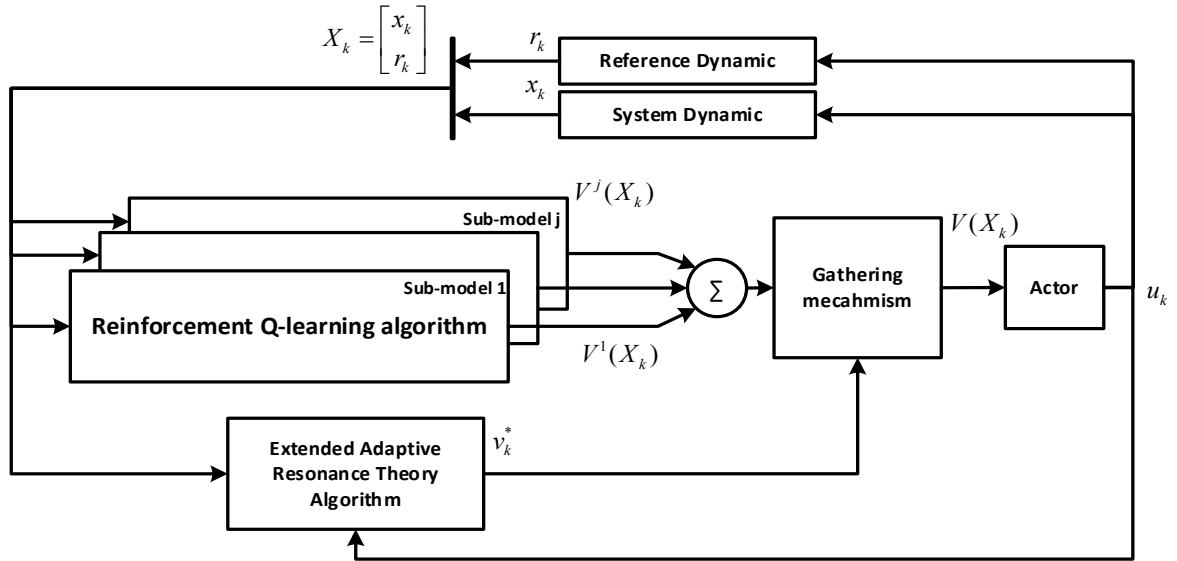 X_k = [x_k
r_k]
r_k
Reference Dynamic
x_k
System Dynamic
V^j(X_k)
Sub-model j
Sub-model 1
Reinforcement Q-learning algorithm
V^1(X_k)
Σ
Gathering
mecahmism
V(X_k)
Actor
u_k
Extended Adaptive
Resonance Theory
Algorithm
v_k^*